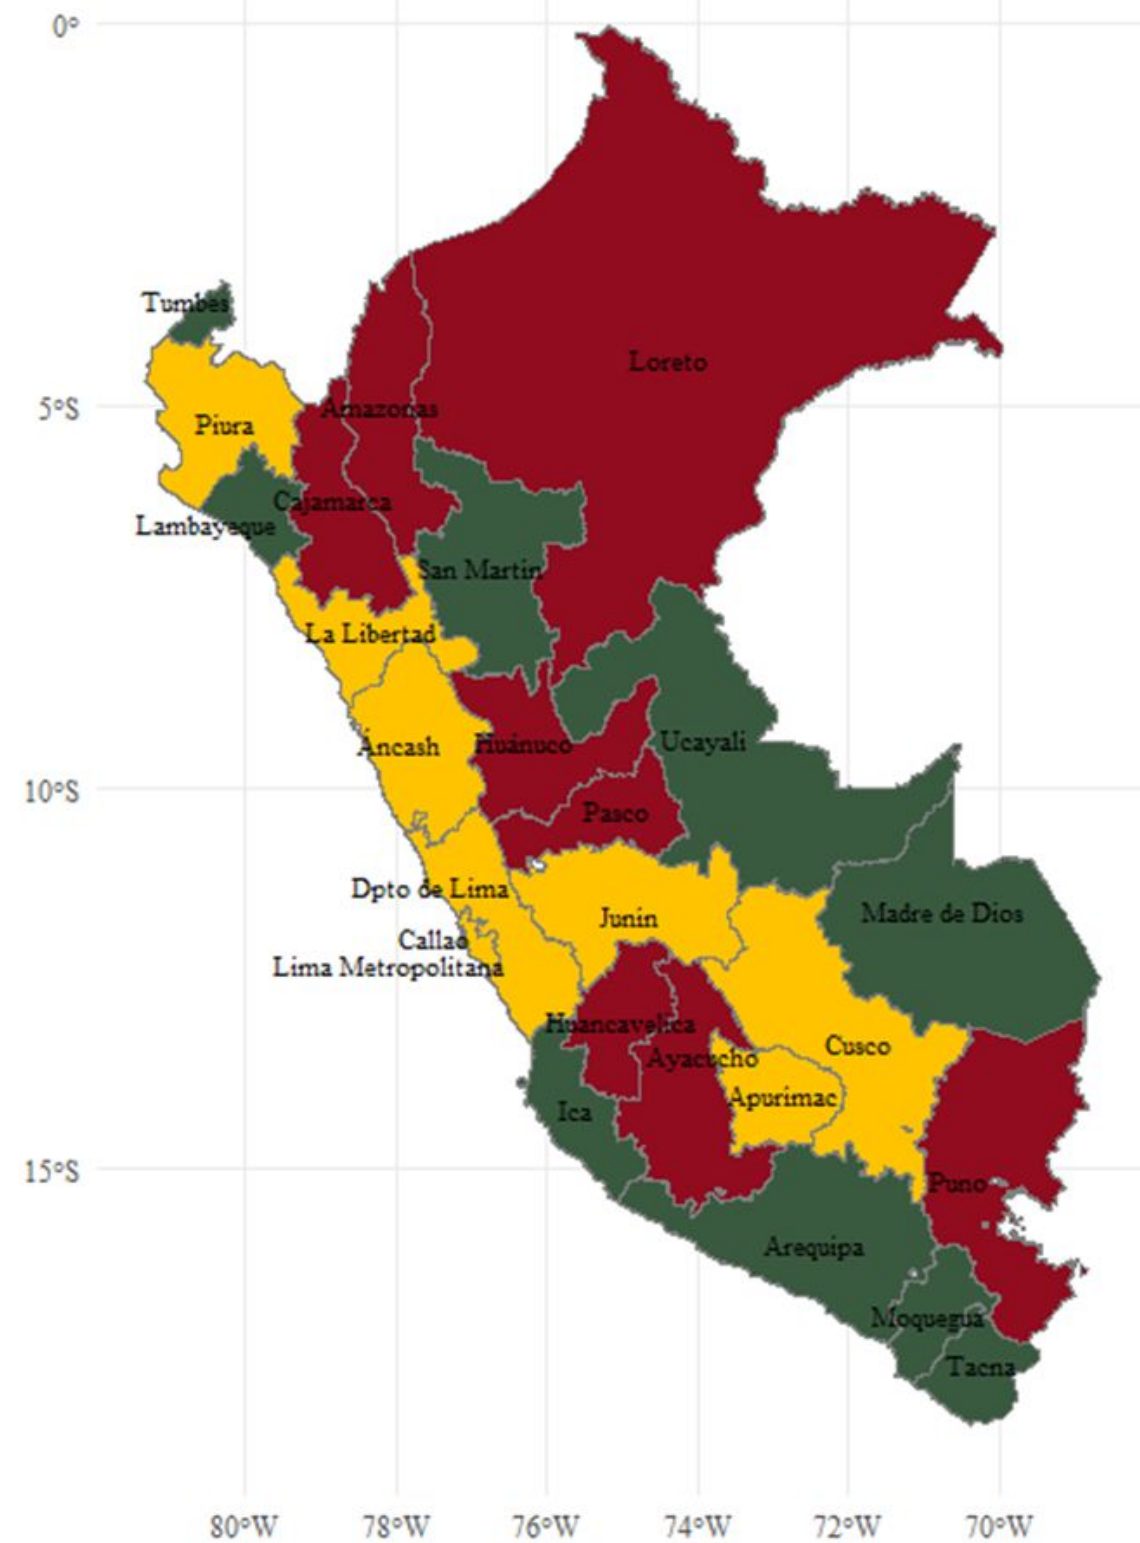 0°
Tumbes
Loreto
5°S
Amazonas
Piura
Cajamarca
Lambayeque
San Martin
La Libertad
Áncash
Huánuco
Ucayali
10°S
Pasco
Dpto de Lima
Madre de Dios
Junin
Callao
Lima Metropolitana
Huancavelica
Cusco
Ayacucho
Apurimac
Ica
15°S
Puno
Arequipa
Moquegua
Tacna
80°W 78°W 76°W 74°W 72°W 70°W